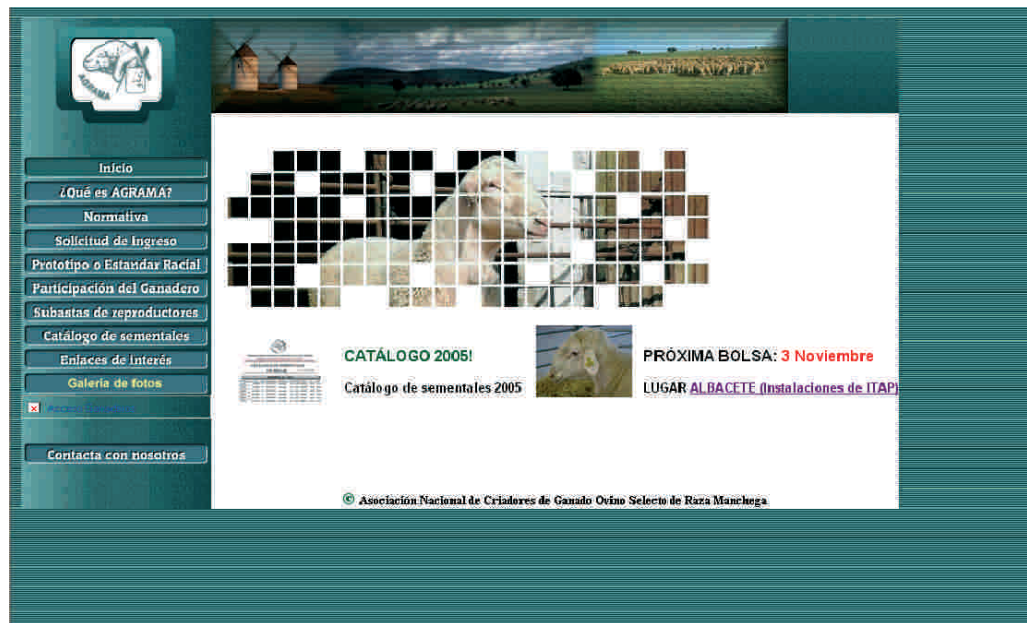 AGRAMA
Inicio
¿Qué es AGRAMA?
Normativa
Solicitud de Ingreso
Prototipo o Estandar Racial
Participación del Ganadero
Subastas de reproductores
Catálogo de sementales
Enlaces de interés
Galería de fotos
Contacta con nosotros
CATÁLOGO 2005!
Catálogo de sementales 2005
PRÓXIMA BOLSA: 3 Noviembre
LUGAR ALBACETE (Instalaciones de ITAP)
© Asociación Nacional de Criadores de Ganado Ovino Selecto de Raza Manchega